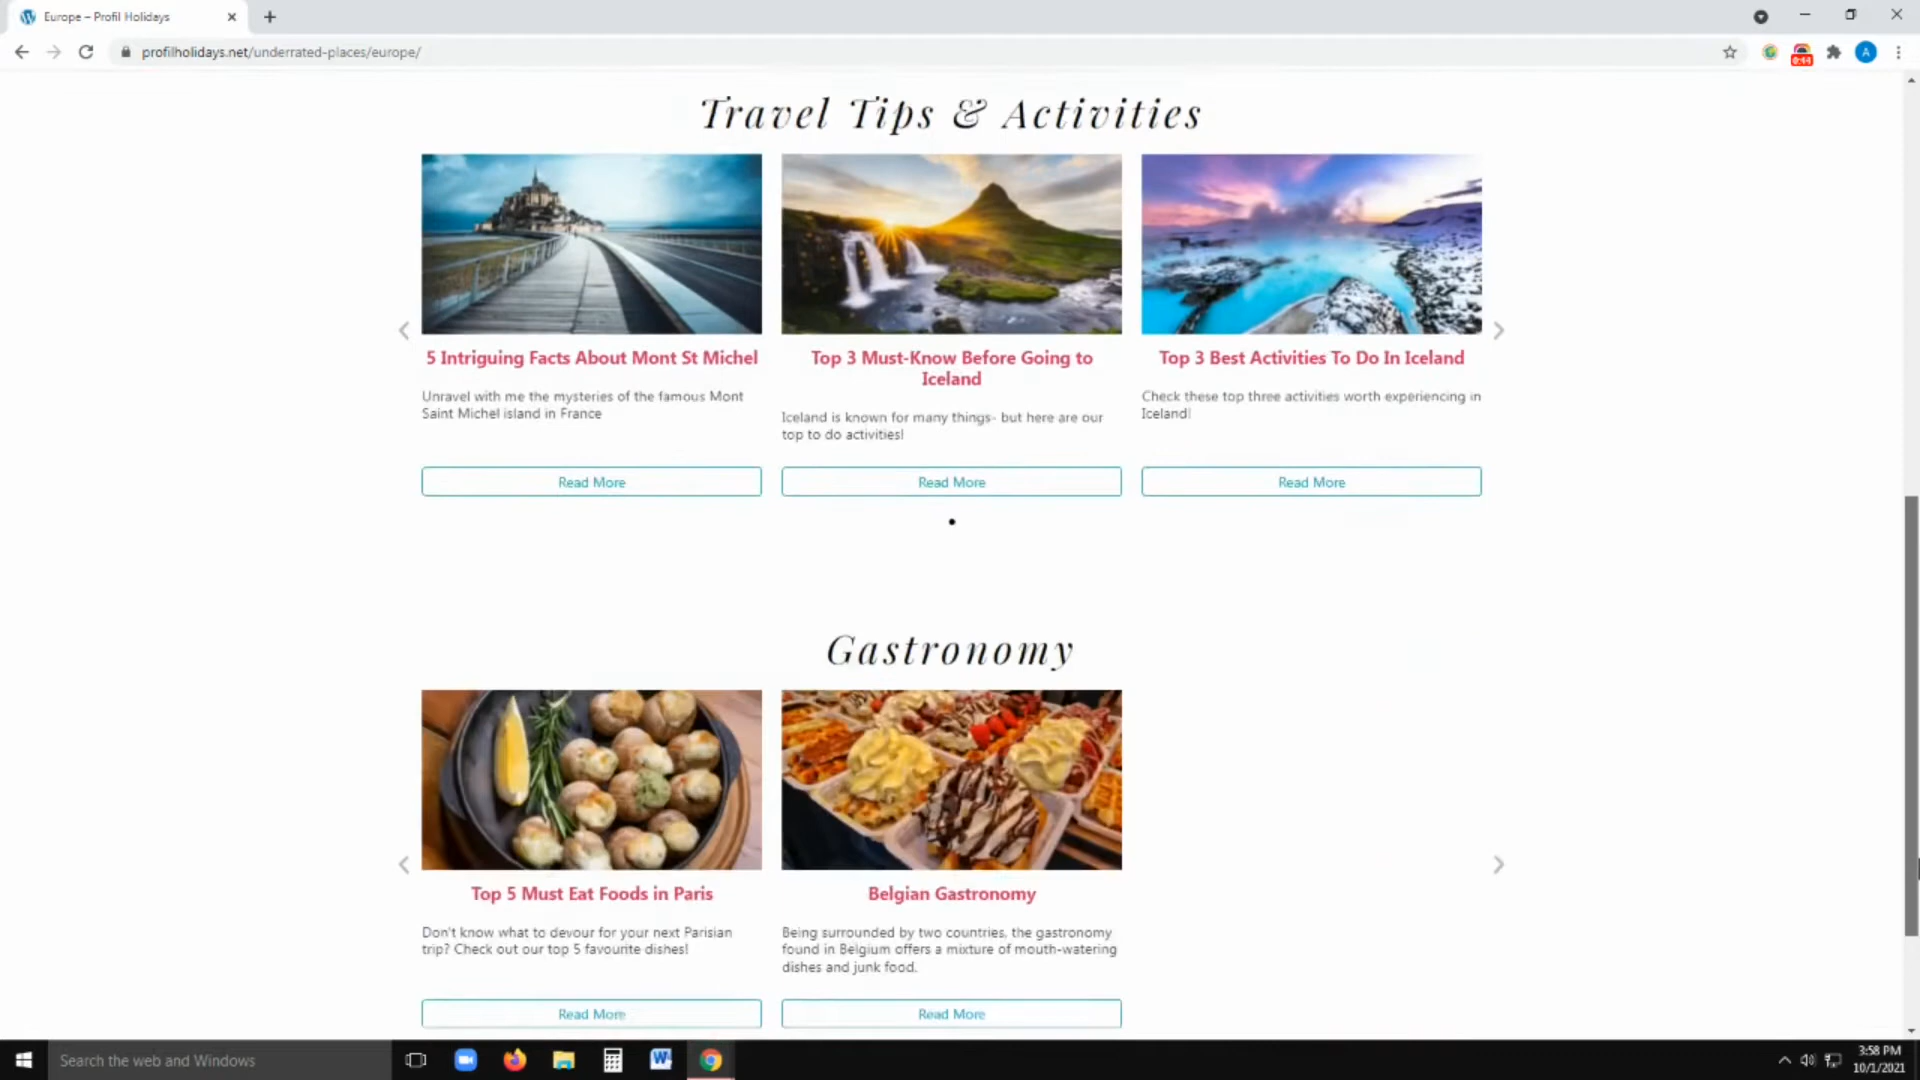 Europe – Profil Holidays
profilholidays.net/underrated-places/europe/
0:44
A
Travel Tips & Activities
5 Intriguing Facts About Mont St Michel
Unravel with me the mysteries of the famous Mont
Saint Michel island in France
Read More
Top 3 Must-Know Before Going to
Iceland
Iceland is known for many things- but here are our
top to do activities!
Read More
Top 3 Best Activities To Do In Iceland
Check these top three activities worth experiencing in
Iceland!
Read More
Gastronomy
Top 5 Must Eat Foods in Paris
Don't know what to devour for your next Parisian
trip? Check out our top 5 favourite dishes!
Read More
Belgian Gastronomy
Being surrounded by two countries, the gastronomy
found in Belgium offers a mixture of mouth-watering
dishes and junk food.
Read More
Search the web and Windows
3:58 PM
10/1/2021